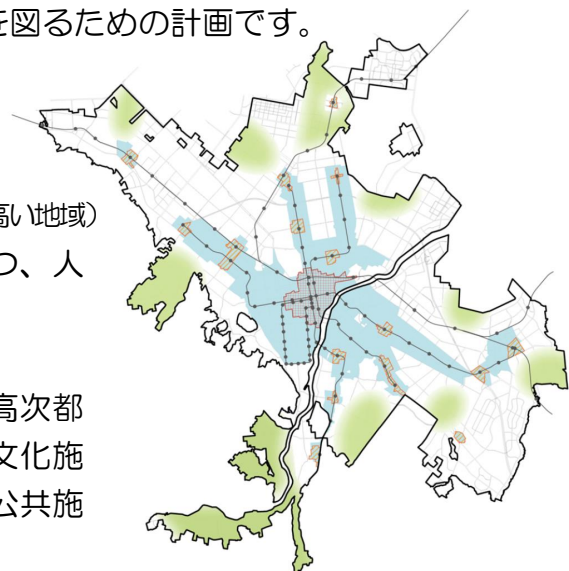 を図るための計画です。
高い地域）
つ、人
高次都
文化施
公共施